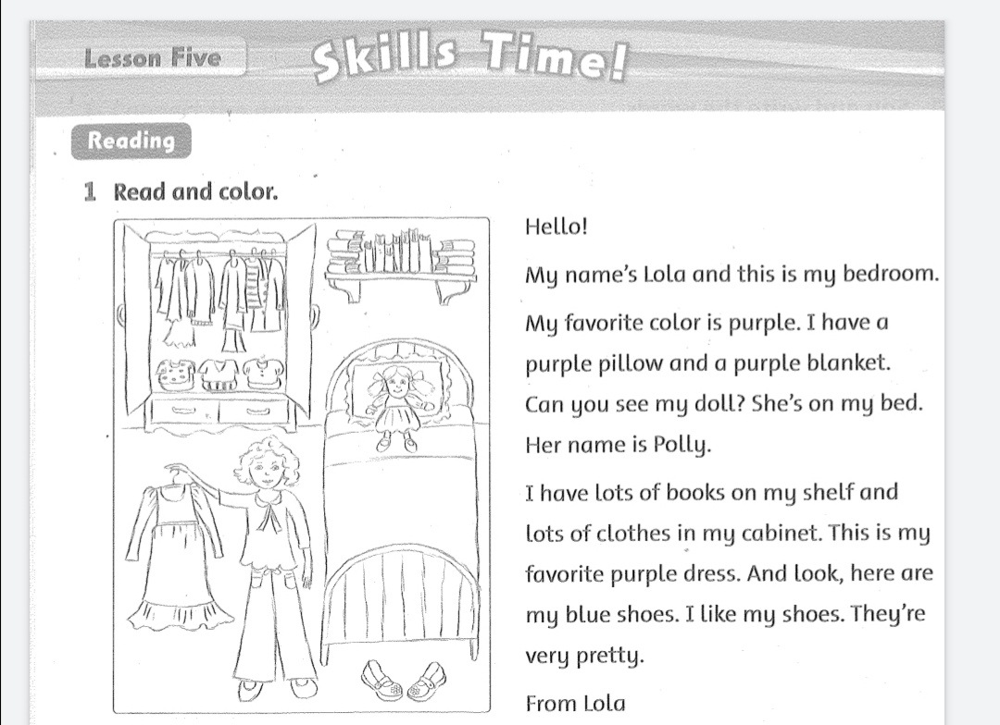 Lesson Five
Skills Time!
Reading
1 Read and color.
Hello!
My name's Lola and this is my bedroom.
My favorite color is purple. I have a
purple pillow and a purple blanket.
Can you see my doll? She's on my bed.
Her name is Polly.
I have lots of books on my shelf and
lots of clothes in my cabinet. This is my
favorite purple dress. And look, here are
my blue shoes. I like my shoes. They're
very pretty.
From Lola